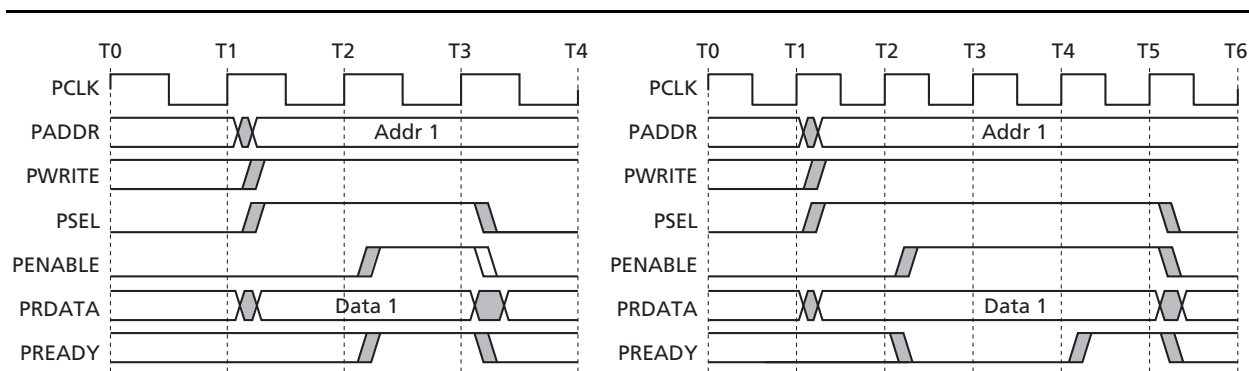 T0 T1 T2 T3 T4
PCLK
PADDR Addr 1
PWRITE
PSEL
PENABLE
PRDATA Data 1
PREADY
T0 T1 T2 T3 T4 T5 T6
PCLK
PADDR Addr 1
PWRITE
PSEL
PENABLE
PRDATA Data 1
PREADY